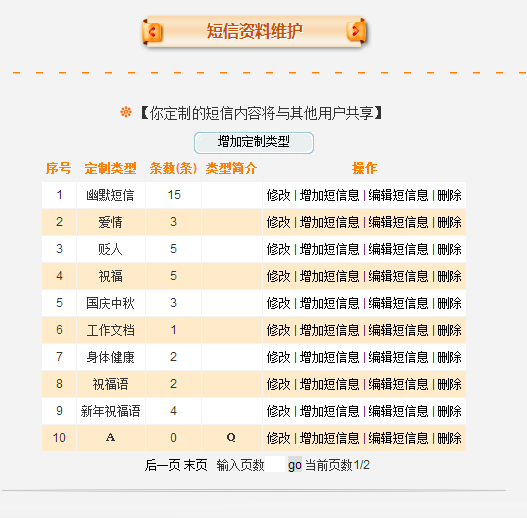 短信资料维护
【你定制的短信内容将与其他用户共享】
增加定制类型
序号 定制类型 条数(条) 类型简介 操作
1 幽默短信 15 修改 | 增加短信息 | 编辑短信息 | 删除
2 爱情 3 修改 | 增加短信息 | 编辑短信息 | 删除
3 贬人 5 修改 | 增加短信息 | 编辑短信息 | 删除
4 祝福 5 修改 | 增加短信息 | 编辑短信息 | 删除
5 国庆中秋 3 修改 | 增加短信息 | 编辑短信息 | 删除
6 工作文档 1 修改 | 增加短信息 | 编辑短信息 | 删除
7 身体健康 2 修改 | 增加短信息 | 编辑短信息 | 删除
8 祝福语 2 修改 | 增加短信息 | 编辑短信息 | 删除
9 新年祝福语 4 修改 | 增加短信息 | 编辑短信息 | 删除
10 A 0 Q 修改 | 增加短信息 | 编辑短信息 | 删除
后一页 末页 输入页数 go 当前页数1/2